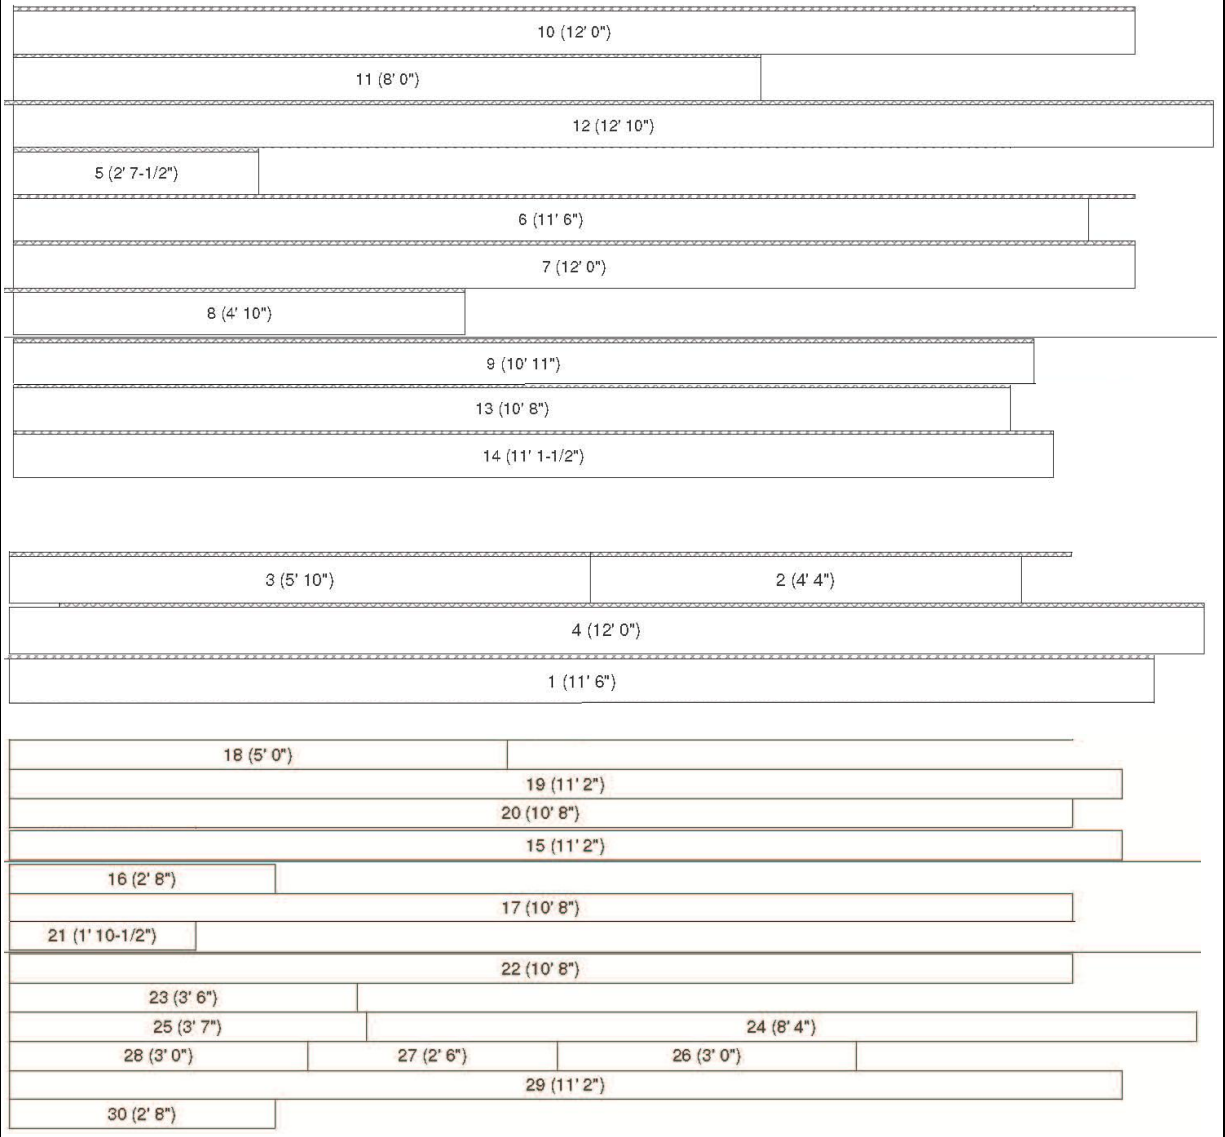 10 (12' 0")
11 (8' 0")
12 (12' 10")
5 (2' 7-1/2")
6 (11' 6")
7 (12' 0")
8 (4' 10")
9 (10' 11")
13 (10' 8")
14 (11' 1-1/2")
3 (5' 10") 2 (4' 4")
4 (12' 0")
1 (11' 6")
18 (5' 0")
19 (11' 2")
20 (10' 8")
15 (11' 2")
16 (2' 8")
17 (10' 8")
21 (1' 10-1/2")
22 (10' 8")
23 (3' 6")
25 (3' 7") 24 (8' 4")
28 (3' 0") 27 (2' 6") 26 (3' 0")
29 (11' 2")
30 (2' 8")